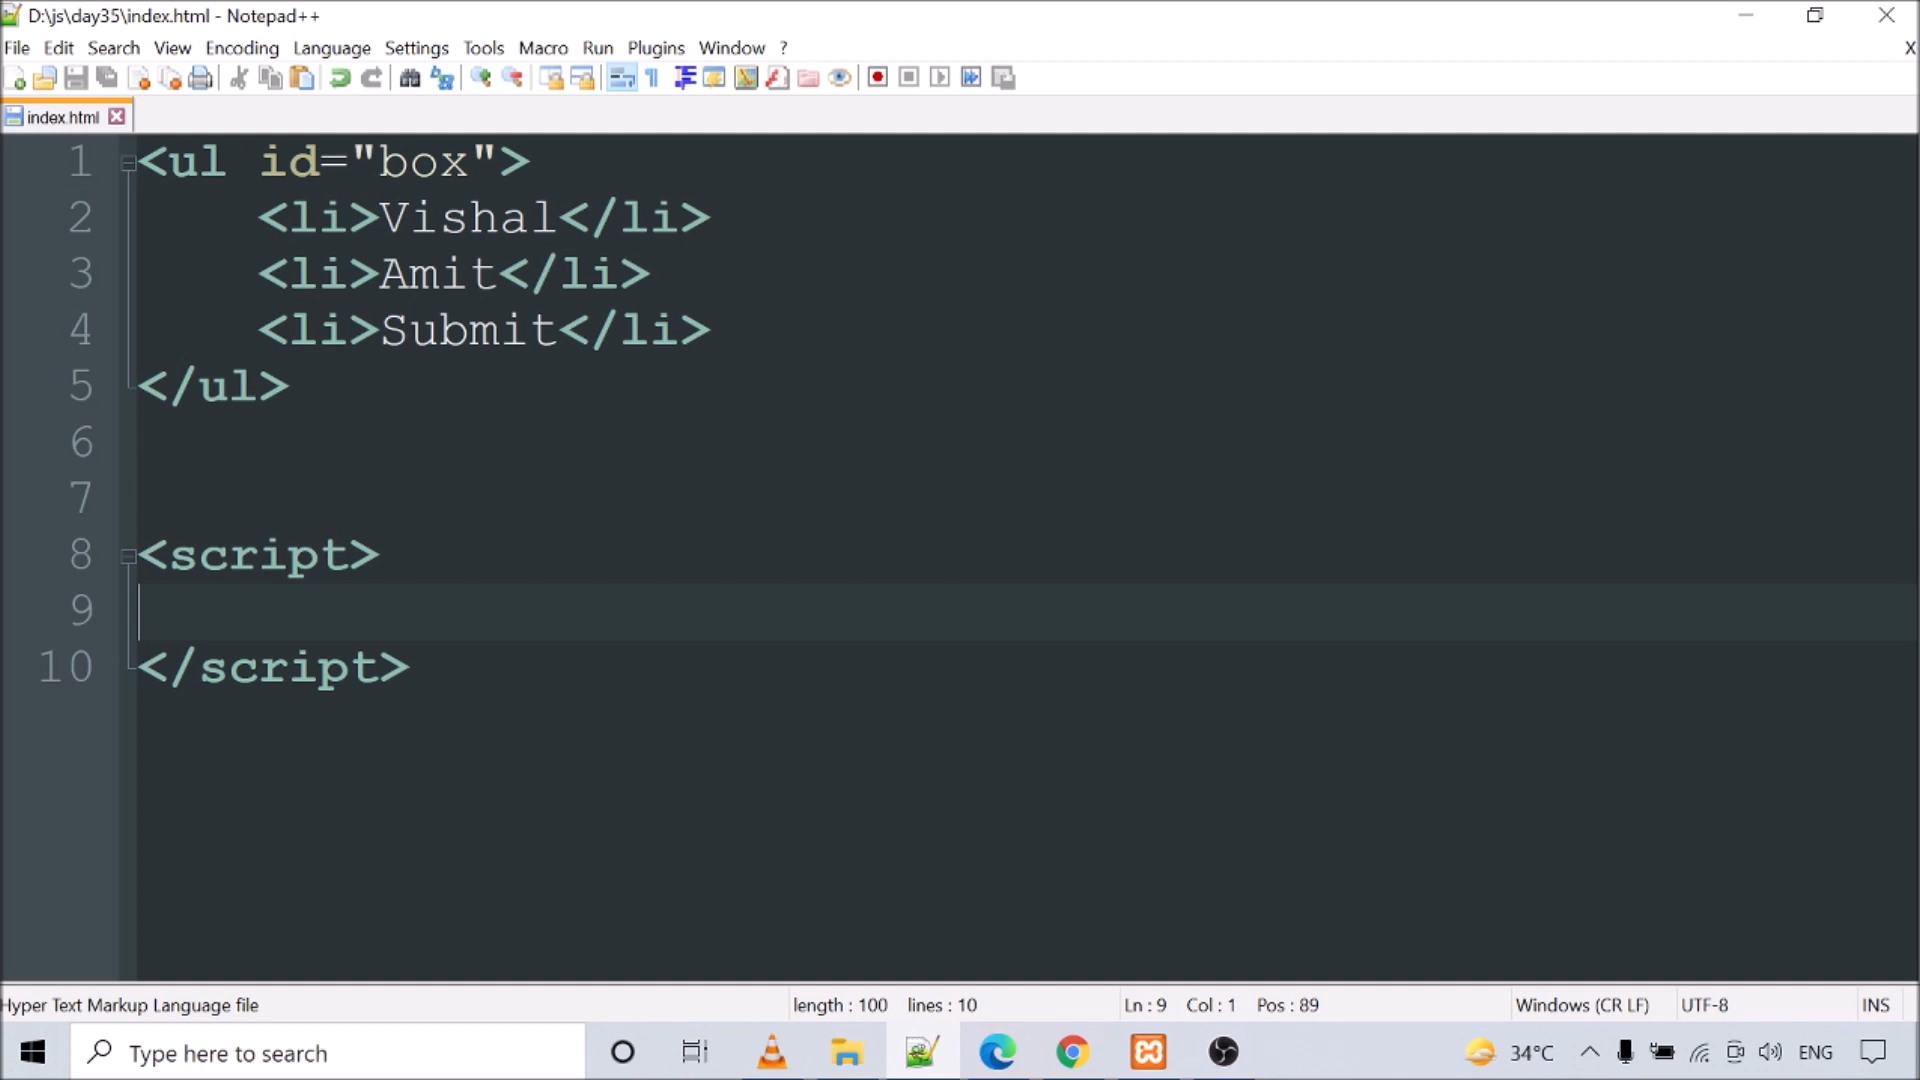 D:\js\day35\index.html - Notepad++
File Edit Search View Encoding Language Settings Tools Macro Run Plugins Window ? X
index.html
1 <ul id="box">
2 <li>Vishal</li>
3 <li>Amit</li>
4 <li>Submit</li>
5 </ul>
6
7
8 <script>
9
10 </script>
Hyper Text Markup Language file length : 100 lines : 10 Ln : 9 Col : 1 Pos : 89 Windows (CR LF) UTF-8 INS
Type here to search 34°C ENG